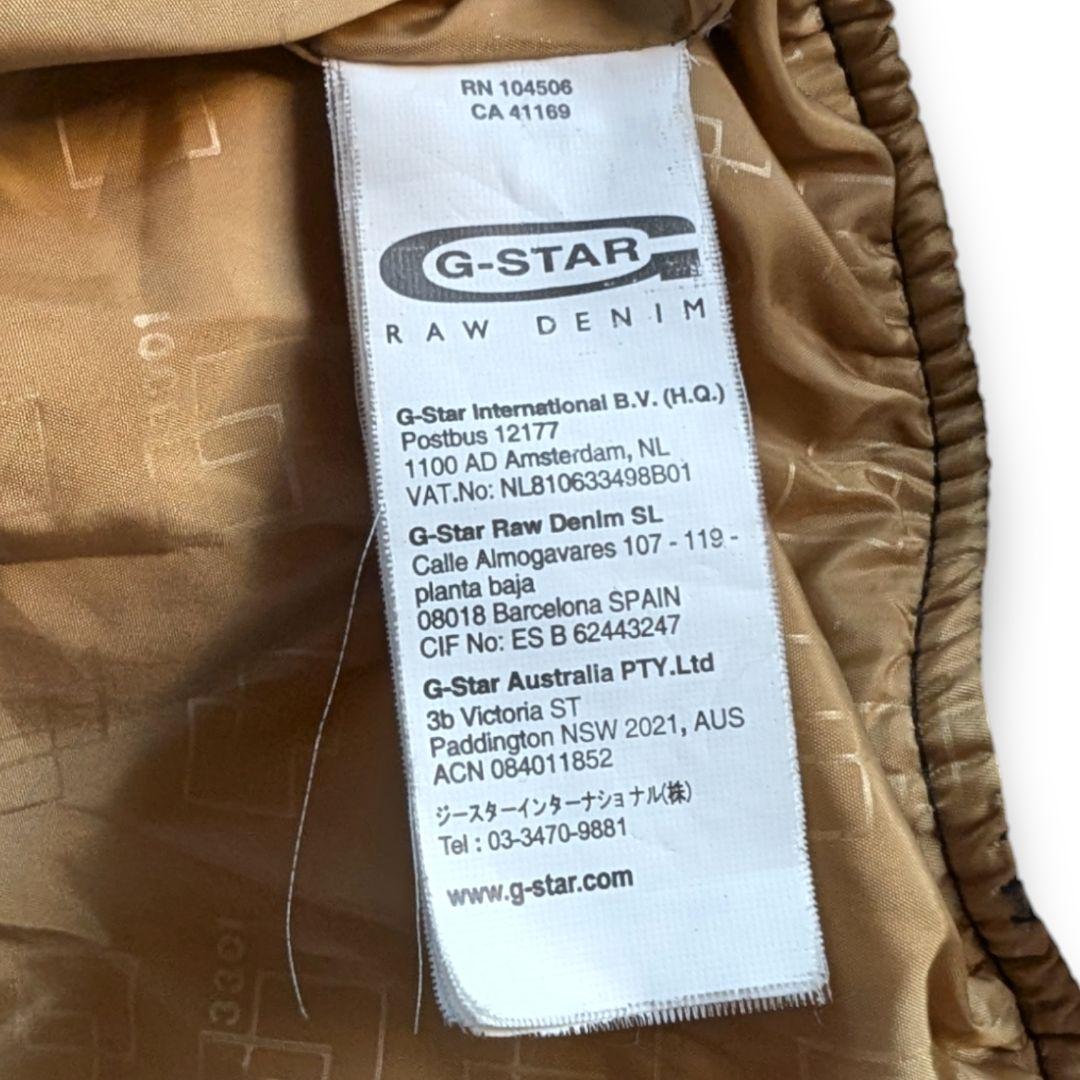 RN 104506
CA 41169
G-STAR
RAW DENIM
G-Star International B.V. (H.Q.)
Postbus 12177
1100 AD Amsterdam, NL
VAT.No: NL810633498B01
G-Star Raw Denim SL
Calle Almogavares 107 - 119 -
planta baja
08018 Barcelona SPAIN
CIF No: ES B 62443247
G-Star Australia PTY.Ltd
3b Victoria ST
Paddington NSW 2021, AUS
ACN 084011852
ジースターインターナショナル(株)
Tel : 03-3470-9881
www.g-star.com
3301